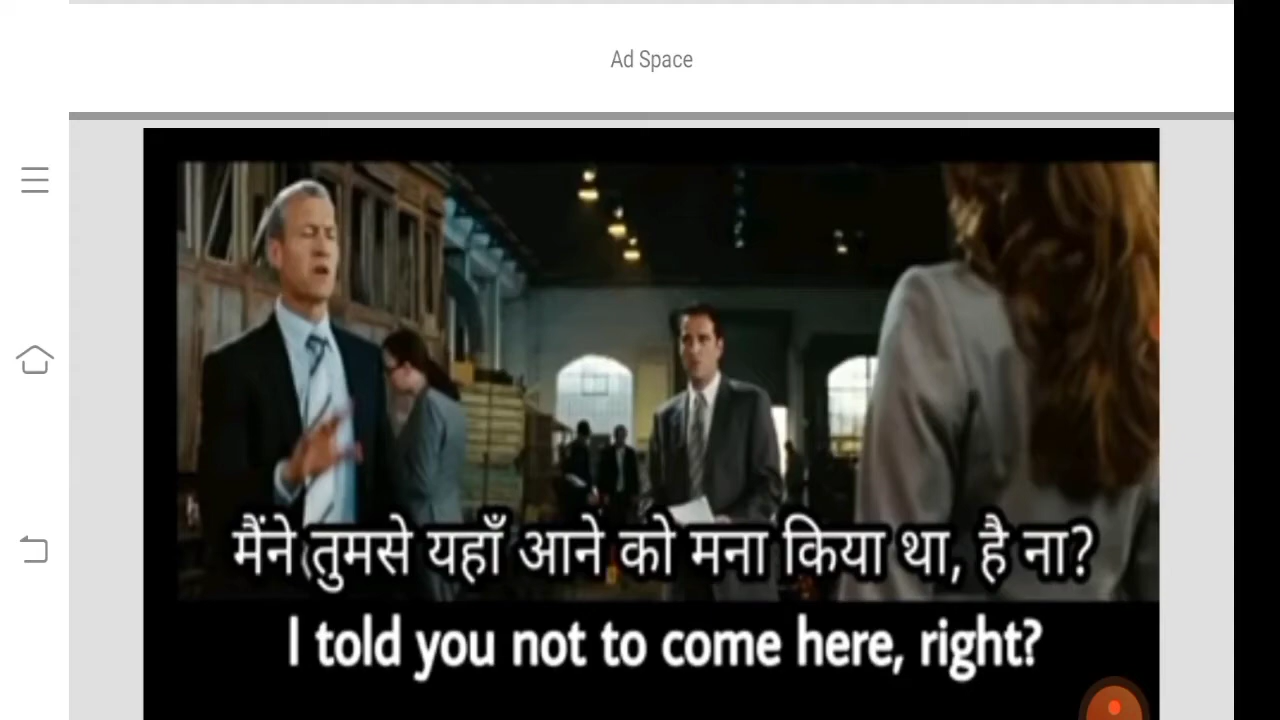 Ad Space
मैंने तुमसे यहाँ आने को मना किया था, है ना?
I told you not to come here, right?